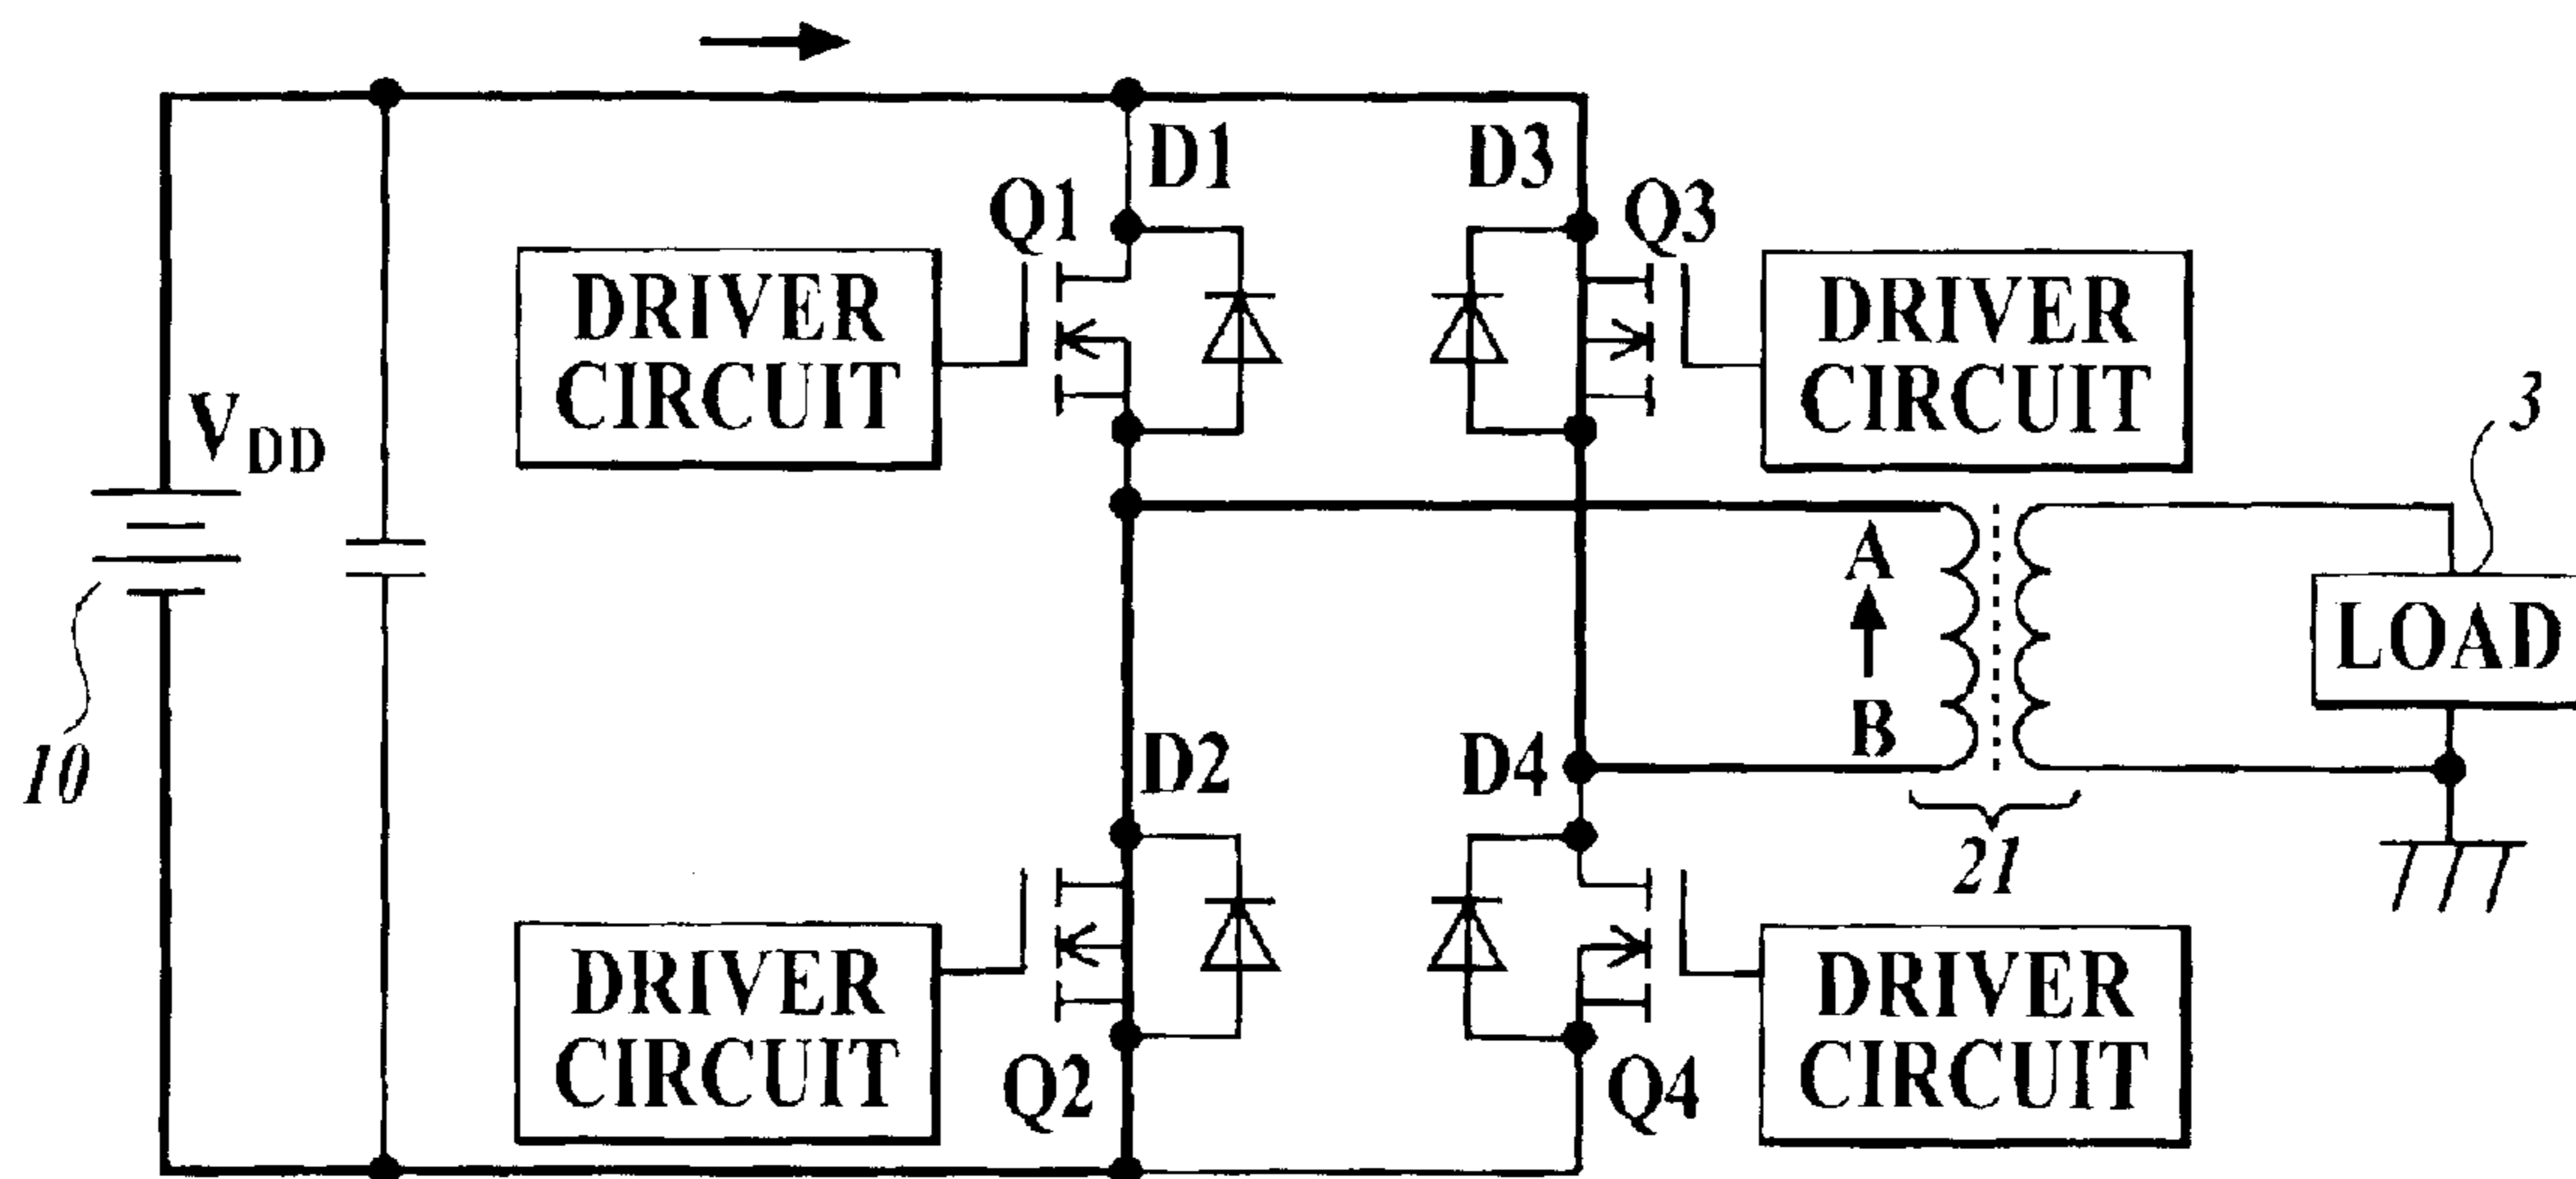 D1
D3
Q1
Q3
DRIVER
CIRCUIT
DRIVER
CIRCUIT
3
VDD
A
B
LOAD
10
D2
D4
21
DRIVER
CIRCUIT
DRIVER
CIRCUIT
Q2
Q4